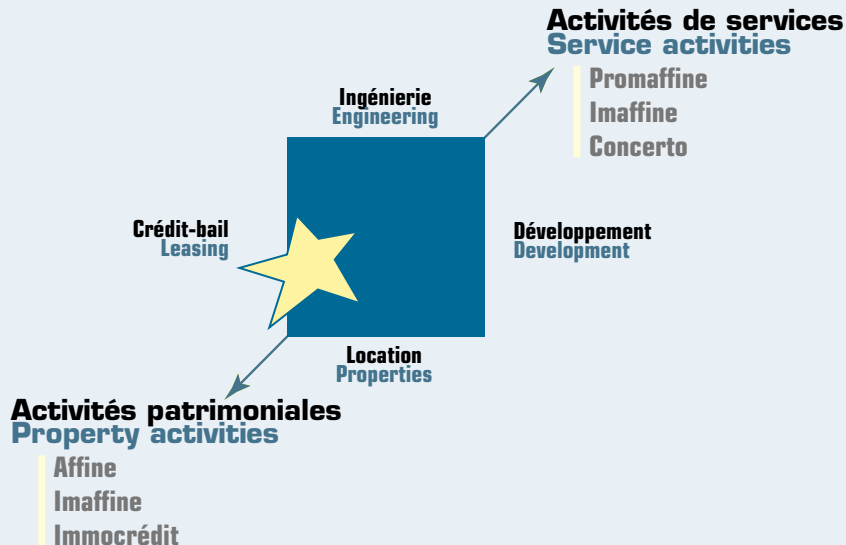 Activités de services
Service activities
Promaffine
Imaffine
Concerto
Ingénierie
Engineering
Crédit-bail
Leasing
Développement
Development
Location
Properties
Activités patrimoniales
Property activities
Affine
Imaffine
Immocrédit